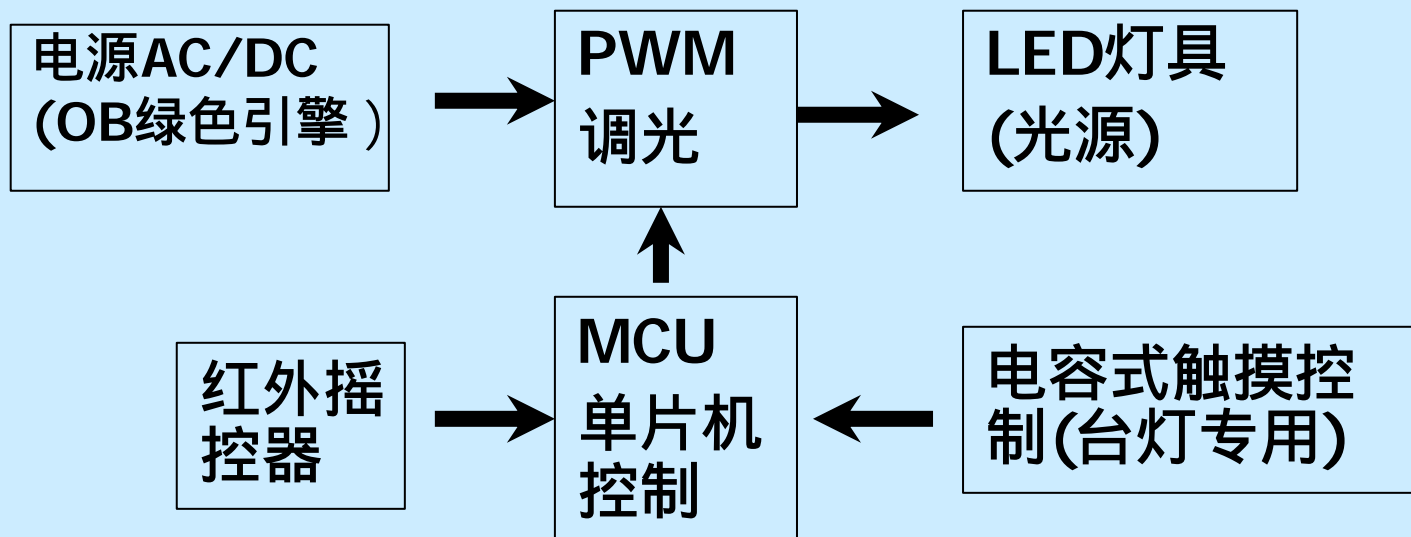 电源AC/DC
(OB绿色引擎）
PWM
调光
LED灯具
(光源)
红外摇
控器
MCU
单片机
控制
电容式触摸控
制(台灯专用)